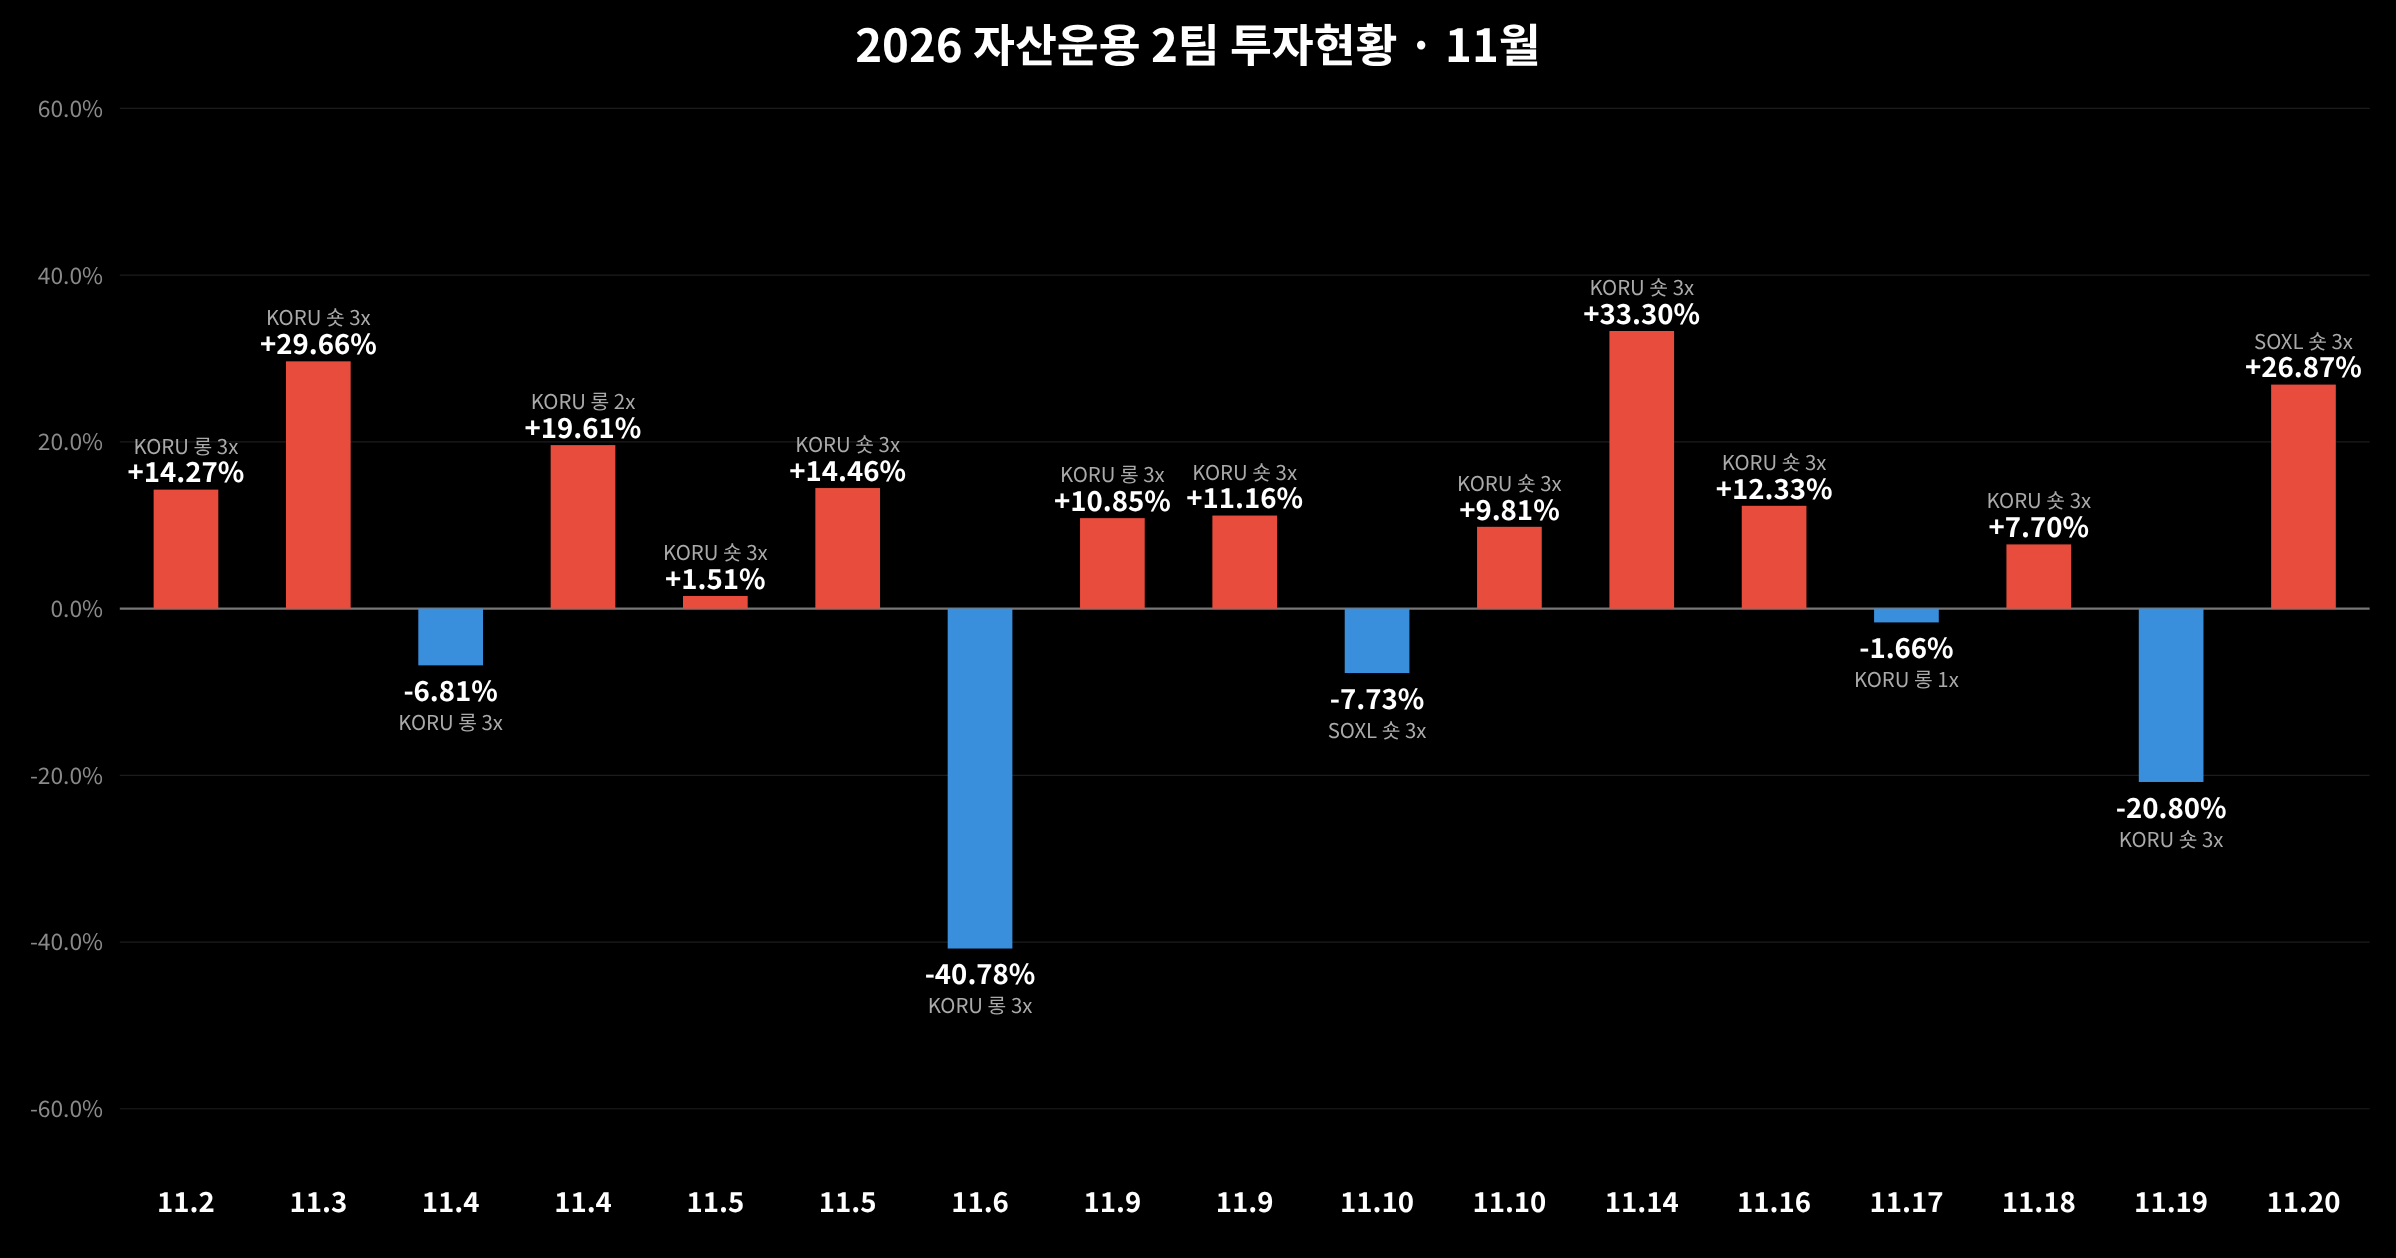 2026 자산운용 2팀 투자현황 · 11월
60.0%
40.0%
20.0%
0.0%
-20.0%
-40.0%
-60.0%
KORU 롱 3x
+14.27%
KORU 숏 3x
+29.66%
-6.81%
KORU 롱 3x
KORU 롱 2x
+19.61%
KORU 숏 3x
+1.51%
KORU 숏 3x
+14.46%
-40.78%
KORU 롱 3x
KORU 롱 3x
+10.85%
KORU 숏 3x
+11.16%
-7.73%
SOXL 숏 3x
KORU 숏 3x
+9.81%
KORU 숏 3x
+33.30%
KORU 숏 3x
+12.33%
-1.66%
KORU 롱 1x
KORU 숏 3x
+7.70%
-20.80%
KORU 숏 3x
SOXL 숏 3x
+26.87%
11.2
11.3
11.4
11.4
11.5
11.5
11.6
11.9
11.9
11.10
11.10
11.14
11.16
11.17
11.18
11.19
11.20